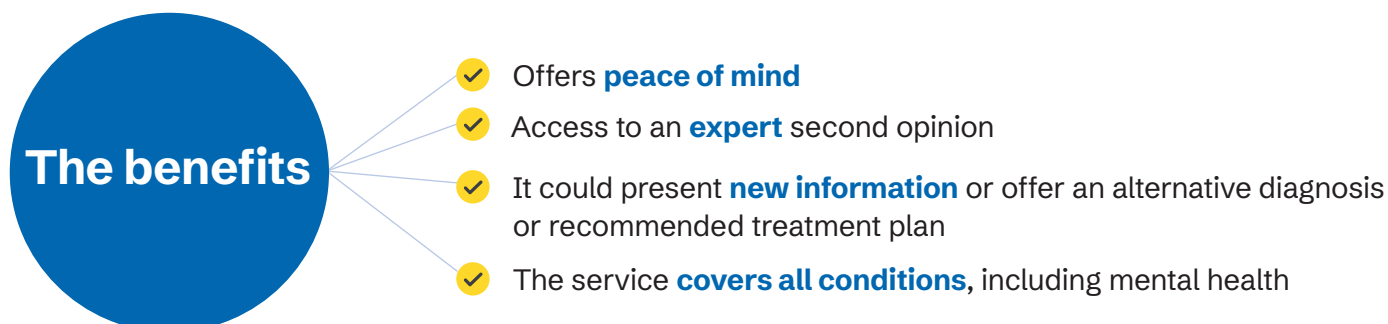 The benefits
Offers peace of mind
Access to an expert second opinion
It could present new information or offer an alternative diagnosis
or recommended treatment plan
The service covers all conditions, including mental health